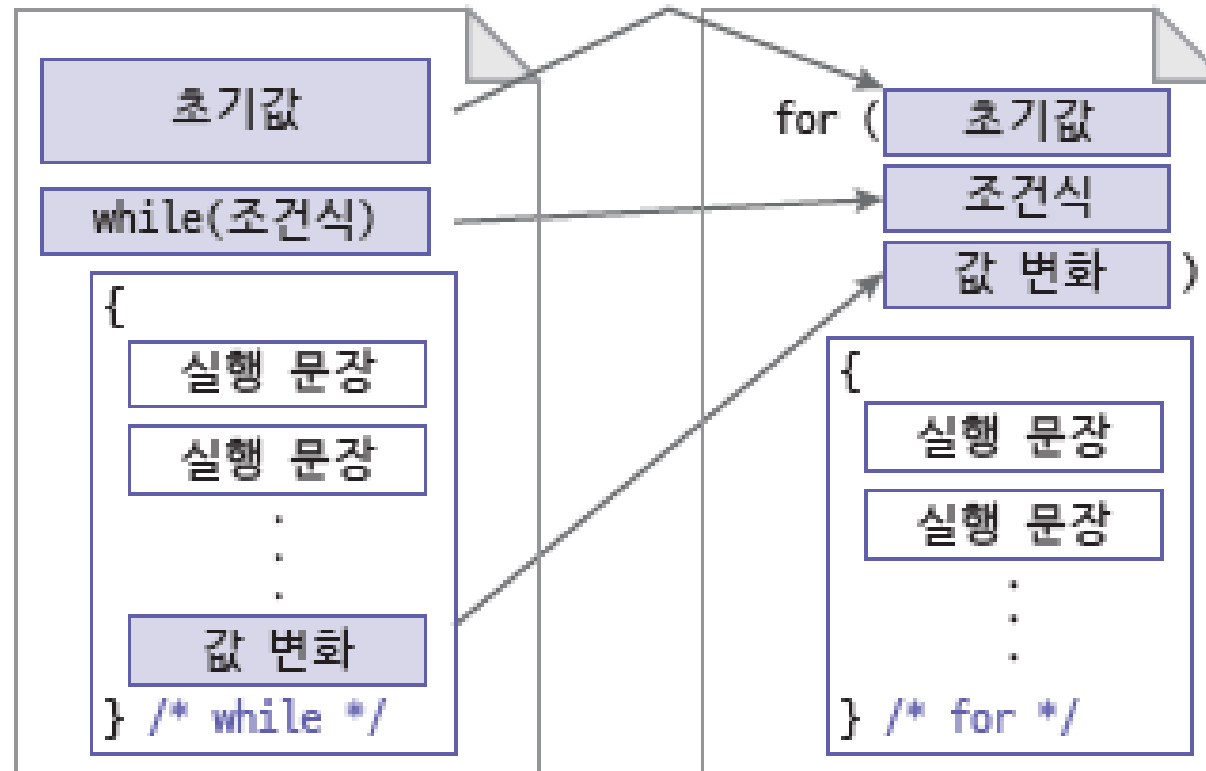 초기값
while(조건식)
{
실행 문장
실행 문장
.
.
.
값 변화
} /* while */
for ( 초기값
조건식
값 변화 )
{
실행 문장
실행 문장
.
.
.
} /* for */